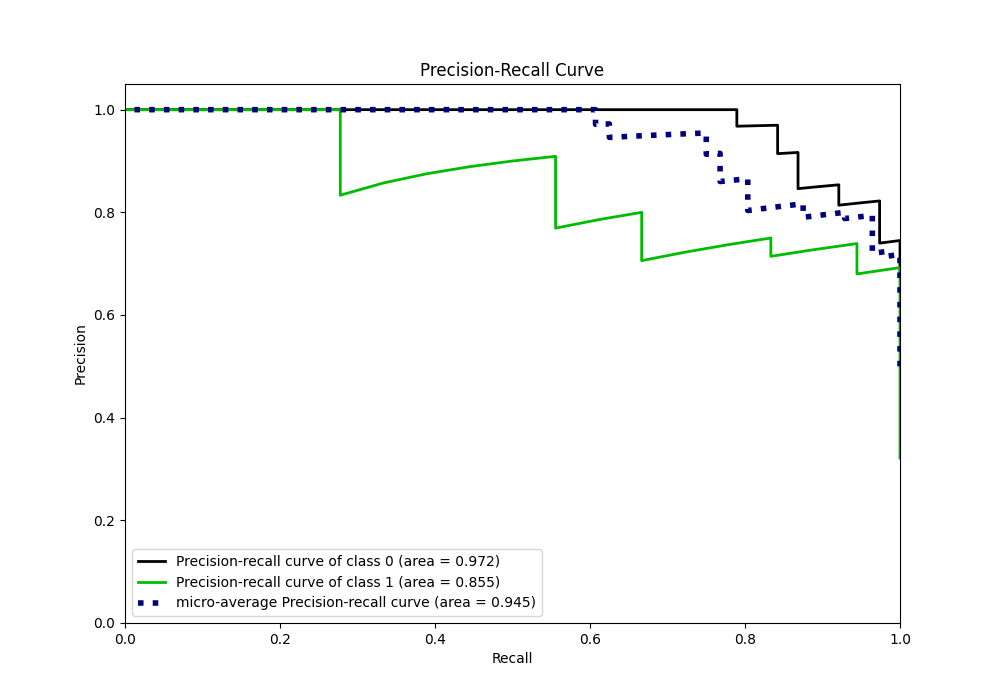 Precision-Recall Curve
1.0
0.8
0.6
0.4
0.2
0.0
Precision
Precision-recall curve of class 0 (area = 0.972)
Precision-recall curve of class 1 (area = 0.855)
micro-average Precision-recall curve (area = 0.945)
0.0 0.2 0.4 0.6 0.8 1.0
Recall